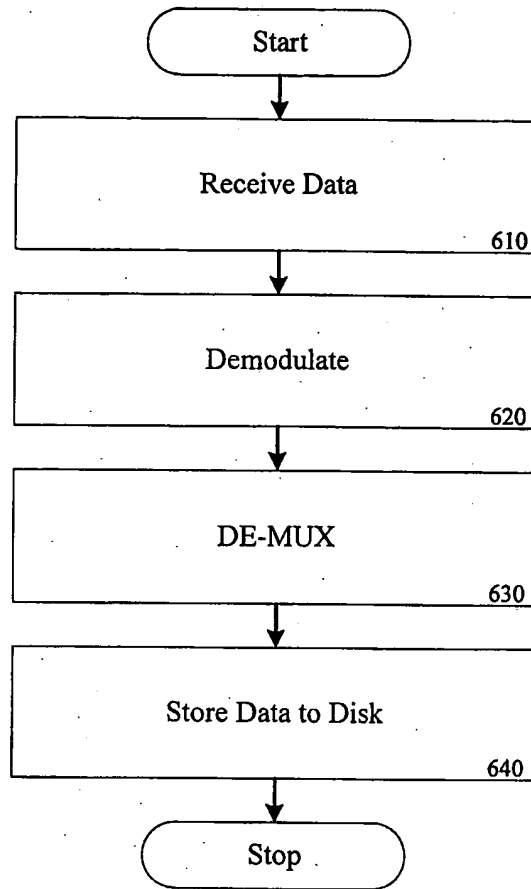 Start
Receive Data
610
Demodulate
620
DE-MUX
630
Store Data to Disk
640
Stop